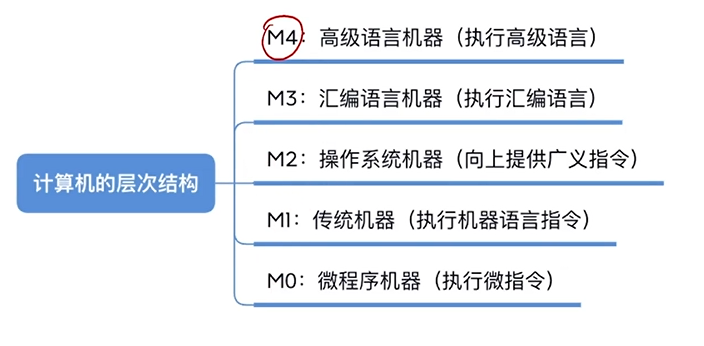 计算机的层次结构
M4：高级语言机器（执行高级语言）
M3：汇编语言机器（执行汇编语言）
M2：操作系统机器（向上提供广义指令）
M1：传统机器（执行机器语言指令）
M0：微程序机器（执行微指令）